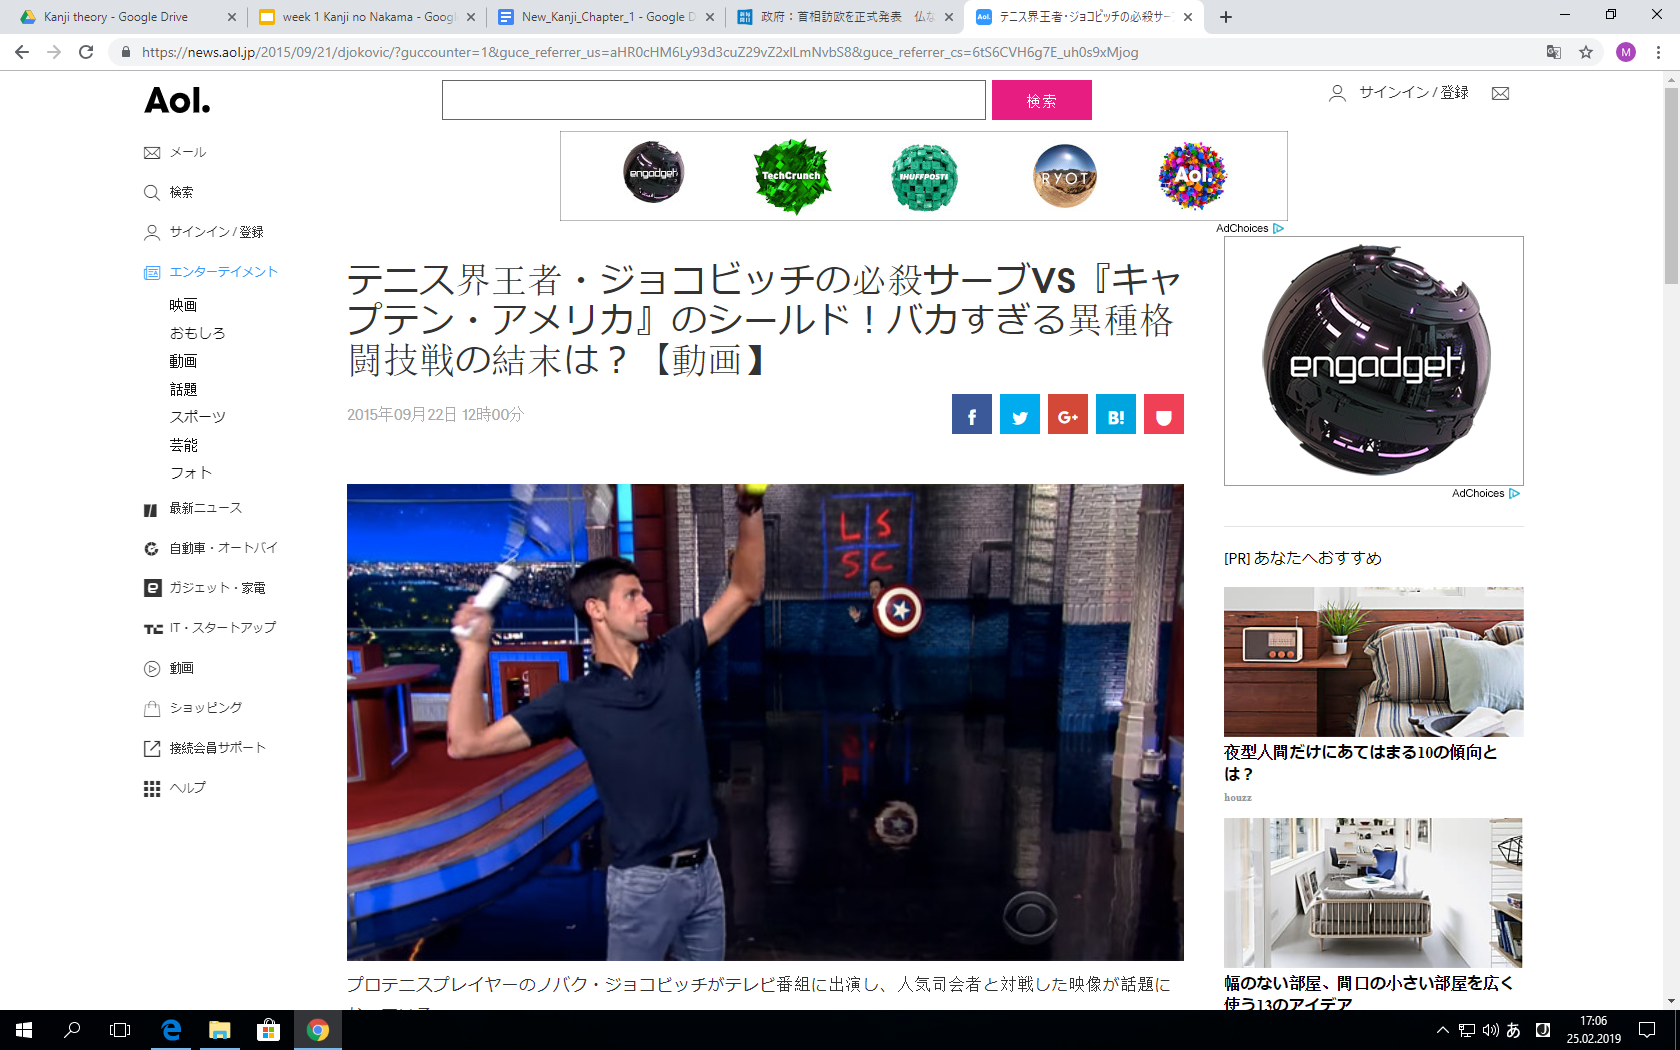 Kanji theory - Google Drive
week 1 Kanji no Nakama - Goog
New_Kanji_Chapter_1 - Google D
政府：首相訪欧を正式発表　仏な
テニス界王者・ジョコビッチの必殺サー
https://news.aol.jp/2015/09/21/djokovic/?guccounter=1&guce_referrer_us=aHR0cHM6Ly93d3cuZ29vZ2xlLmNvbS8&guce_referrer_cs=6tS6CVH6g7E_uh0s9xMjog
M
Aol.
検索
サインイン / 登録
engadget
TechCrunch
HUFFPOST
RYOT
Aol.
AdChoices
メール
検索
サインイン / 登録
エンターテイメント
映画
おもしろ
動画
話題
スポーツ
芸能
フォト
最新ニュース
自動車・オートバイ
ガジェット・家電
IT・スタートアップ
動画
ショッピング
接続会員サポート
ヘルプ
テニス界王者・ジョコビッチの必殺サーブVS『キャ
プテン・アメリカ』のシールド！バカすぎる異種格
闘技戦の結末は？【動画】
2015年09月22日 12時00分
f
G+
B!
L S
S C
プロテニスプレイヤーのノバク・ジョコビッチがテレビ番組に出演し、人気司会者と対戦した映像が話題に
engadget
AdChoices
[PR] あなたへおすすめ
夜型人間だけにあてはまる10の傾向と
は？
houzz
幅のない部屋、間口の小さい部屋を広く
使う13のアイデア
あ
17:06
25.02.2019